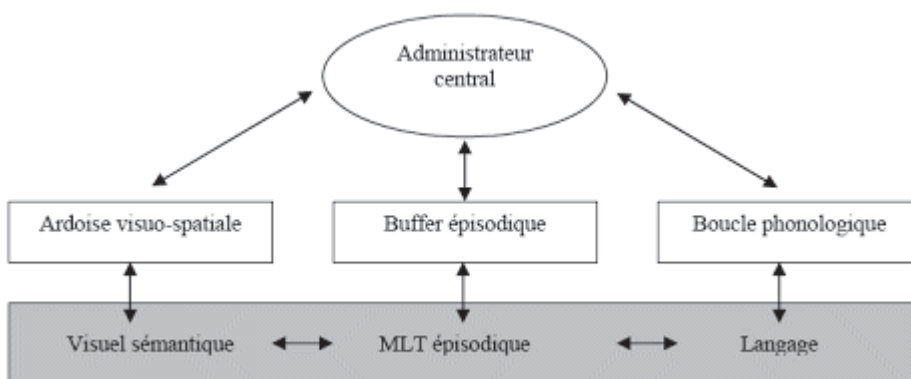 Administrateur
central
Ardoise visuo-spatiale
Buffer épisodique
Boucle phonologique
Visuel sémantique
MLT épisodique
Langage